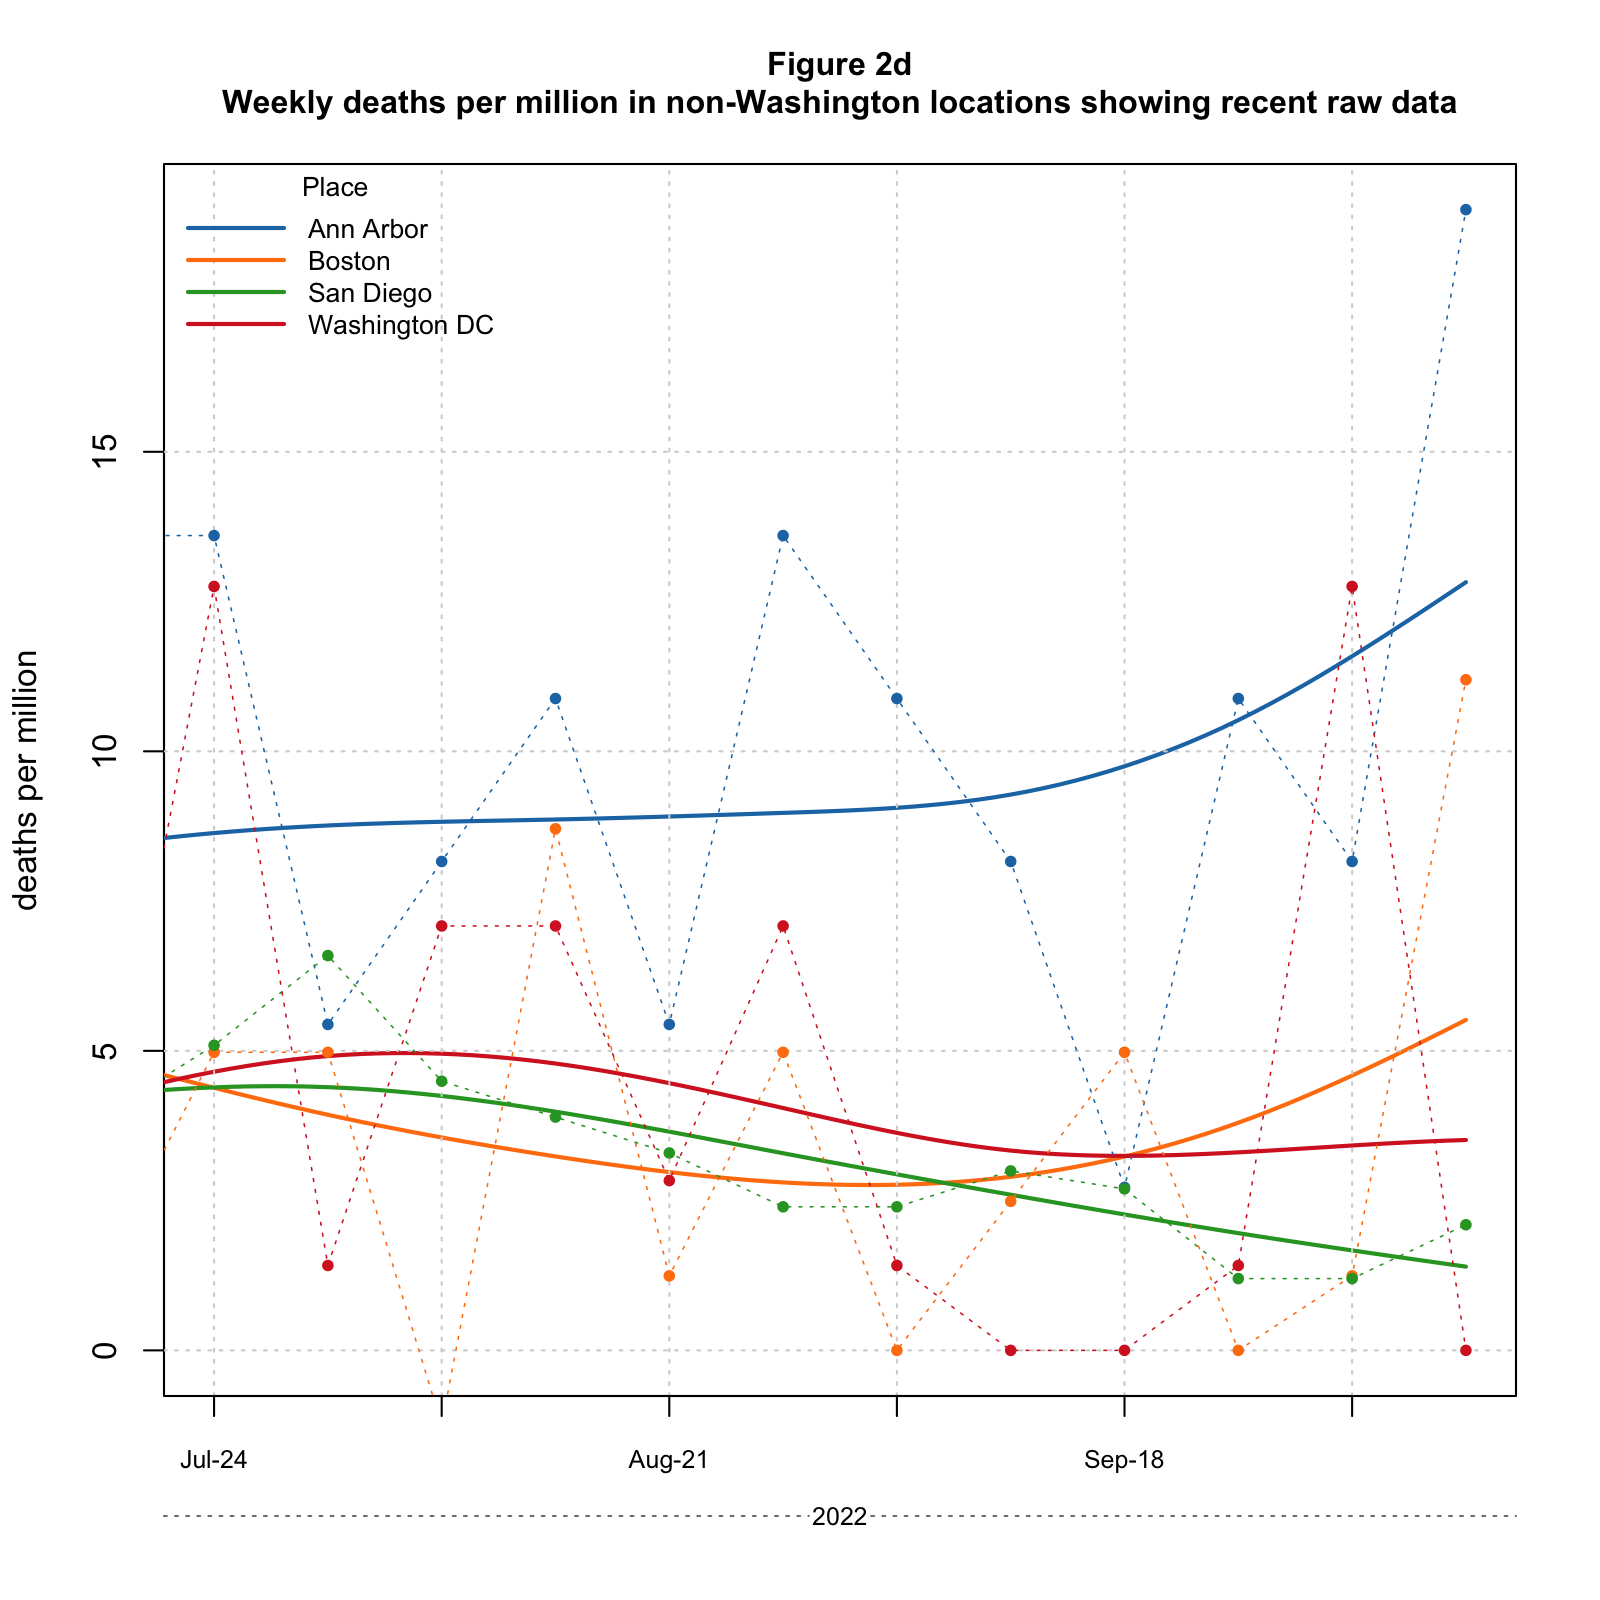 Figure 2d
Weekly deaths per million in non-Washington locations showing recent raw data
Place
Ann Arbor
Boston
San Diego
Washington DC
deaths per million
15
10
5
0
Jul-24
Aug-21
Sep-18
2022